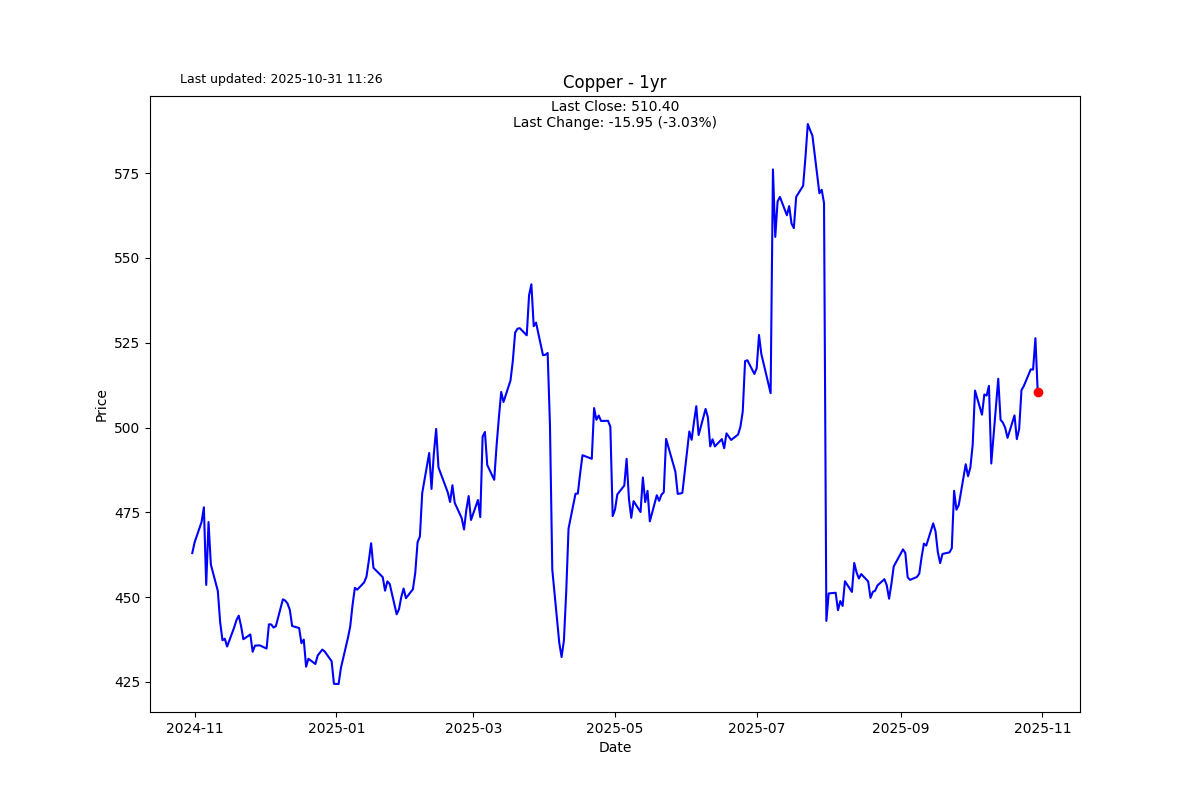 Last updated: 2025-10-31 11:26
Copper - 1yr
Last Close: 510.40
Last Change: -15.95 (-3.03%)
575
550
525
500
475
450
425
Price
2024-11
2025-01
2025-03
2025-05
2025-07
2025-09
2025-11
Date